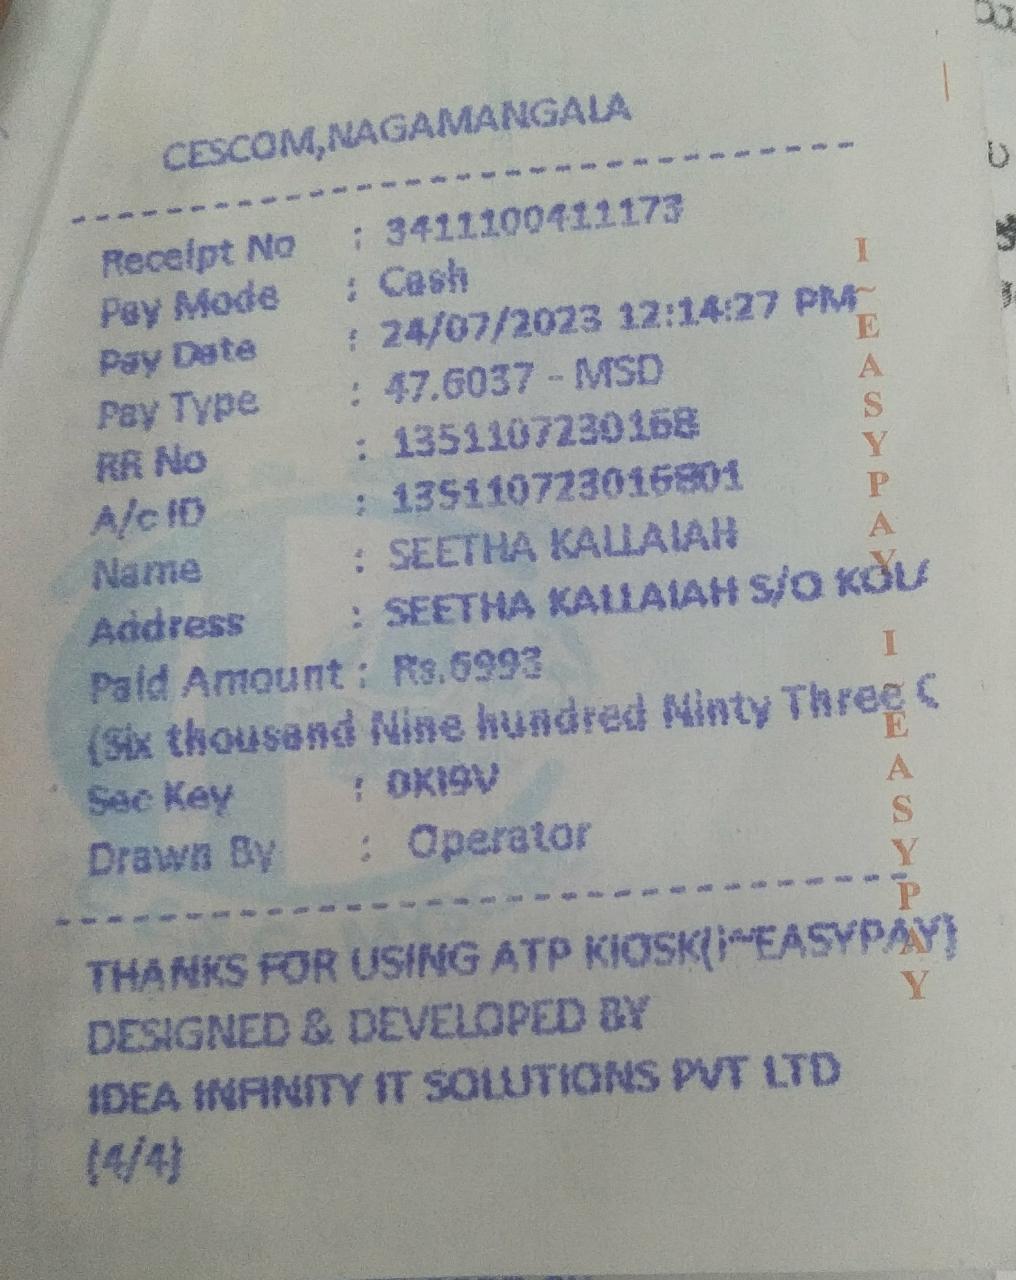 CESCOM,NAGAMANGALA
Receipt No : 3411100411173
Pay Mode : Cash
Pay Date : 24/07/2023 12:14:27 PM
Pay Type : 47.6037 - MSD
RR No : 1351107230168
A/c ID : 135110723016801
Name : SEETHA KALLAIAH
Address : SEETHA KALLAIAH S/O KOL/
Paid Amount : Rs.6993
(Six thousand Nine hundred Ninty Three
Sec Key : 0KI9V
Drawn By : Operator
THANKS FOR USING ATP KIOSK(i~EASYPAY)
DESIGNED & DEVELOPED BY
IDEA INFINITY IT SOLUTIONS PVT LTD
(4/4)
I~EASYPAY
I~EASYPAY